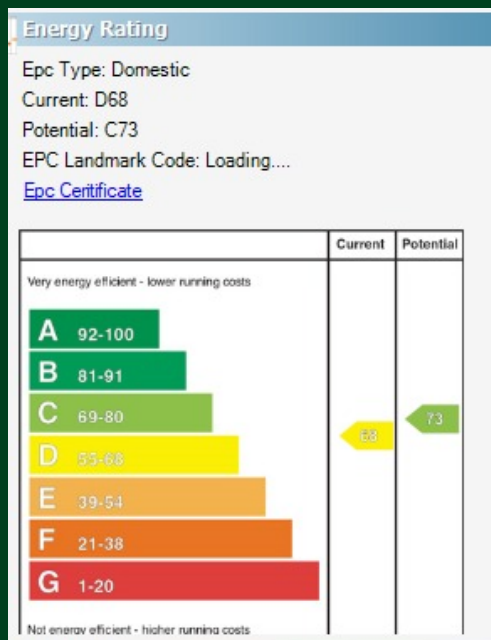 Energy Rating
Epc Type: Domestic
Current: D68
Potential: C73
EPC Landmark Code: Loading....
Epc Ceritificate
Current Potential
Very energy efficient - lower running costs
A 92-100
B 81-91
C 69-80
73
68
D 55-68
E 39-54
F 21-38
G 1-20
Not energy efficient - higher running costs